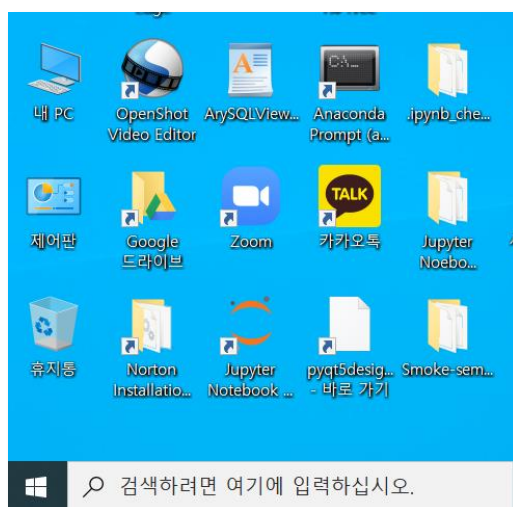 내 PC
OpenShot
Video Editor
ArySQLView...
C:\_
Anaconda
Prompt (a...
.ipynb_che...
제어판
Google
드라이브
Zoom
TALK
카카오톡
Jupyter
Noebo...
휴지통
Norton
Installatio...
Jupyter
Notebook ...
pyqt5desig...
- 바로 가기
Smoke-sem...
검색하려면 여기에 입력하십시오.